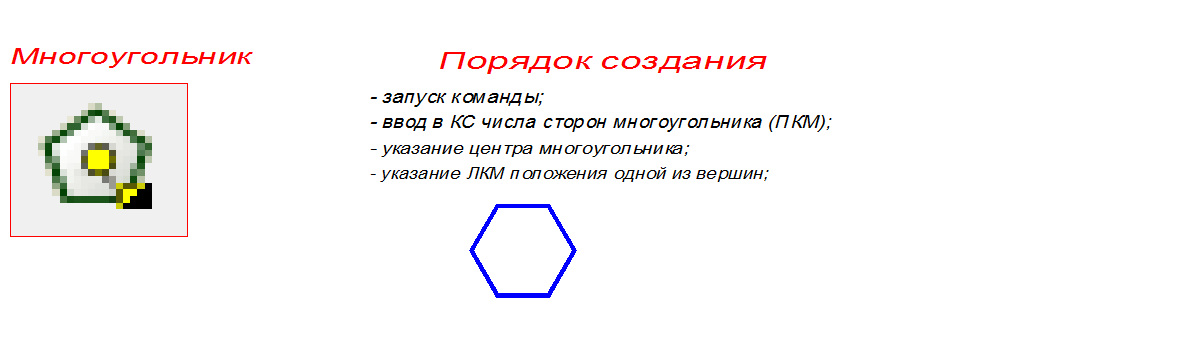 Многоугольник
Порядок создания
- запуск команды;
- ввод в КС числа сторон многоугольника (ПКМ);
- указание центра многоугольника;
- указание ЛКМ положения одной из вершин;